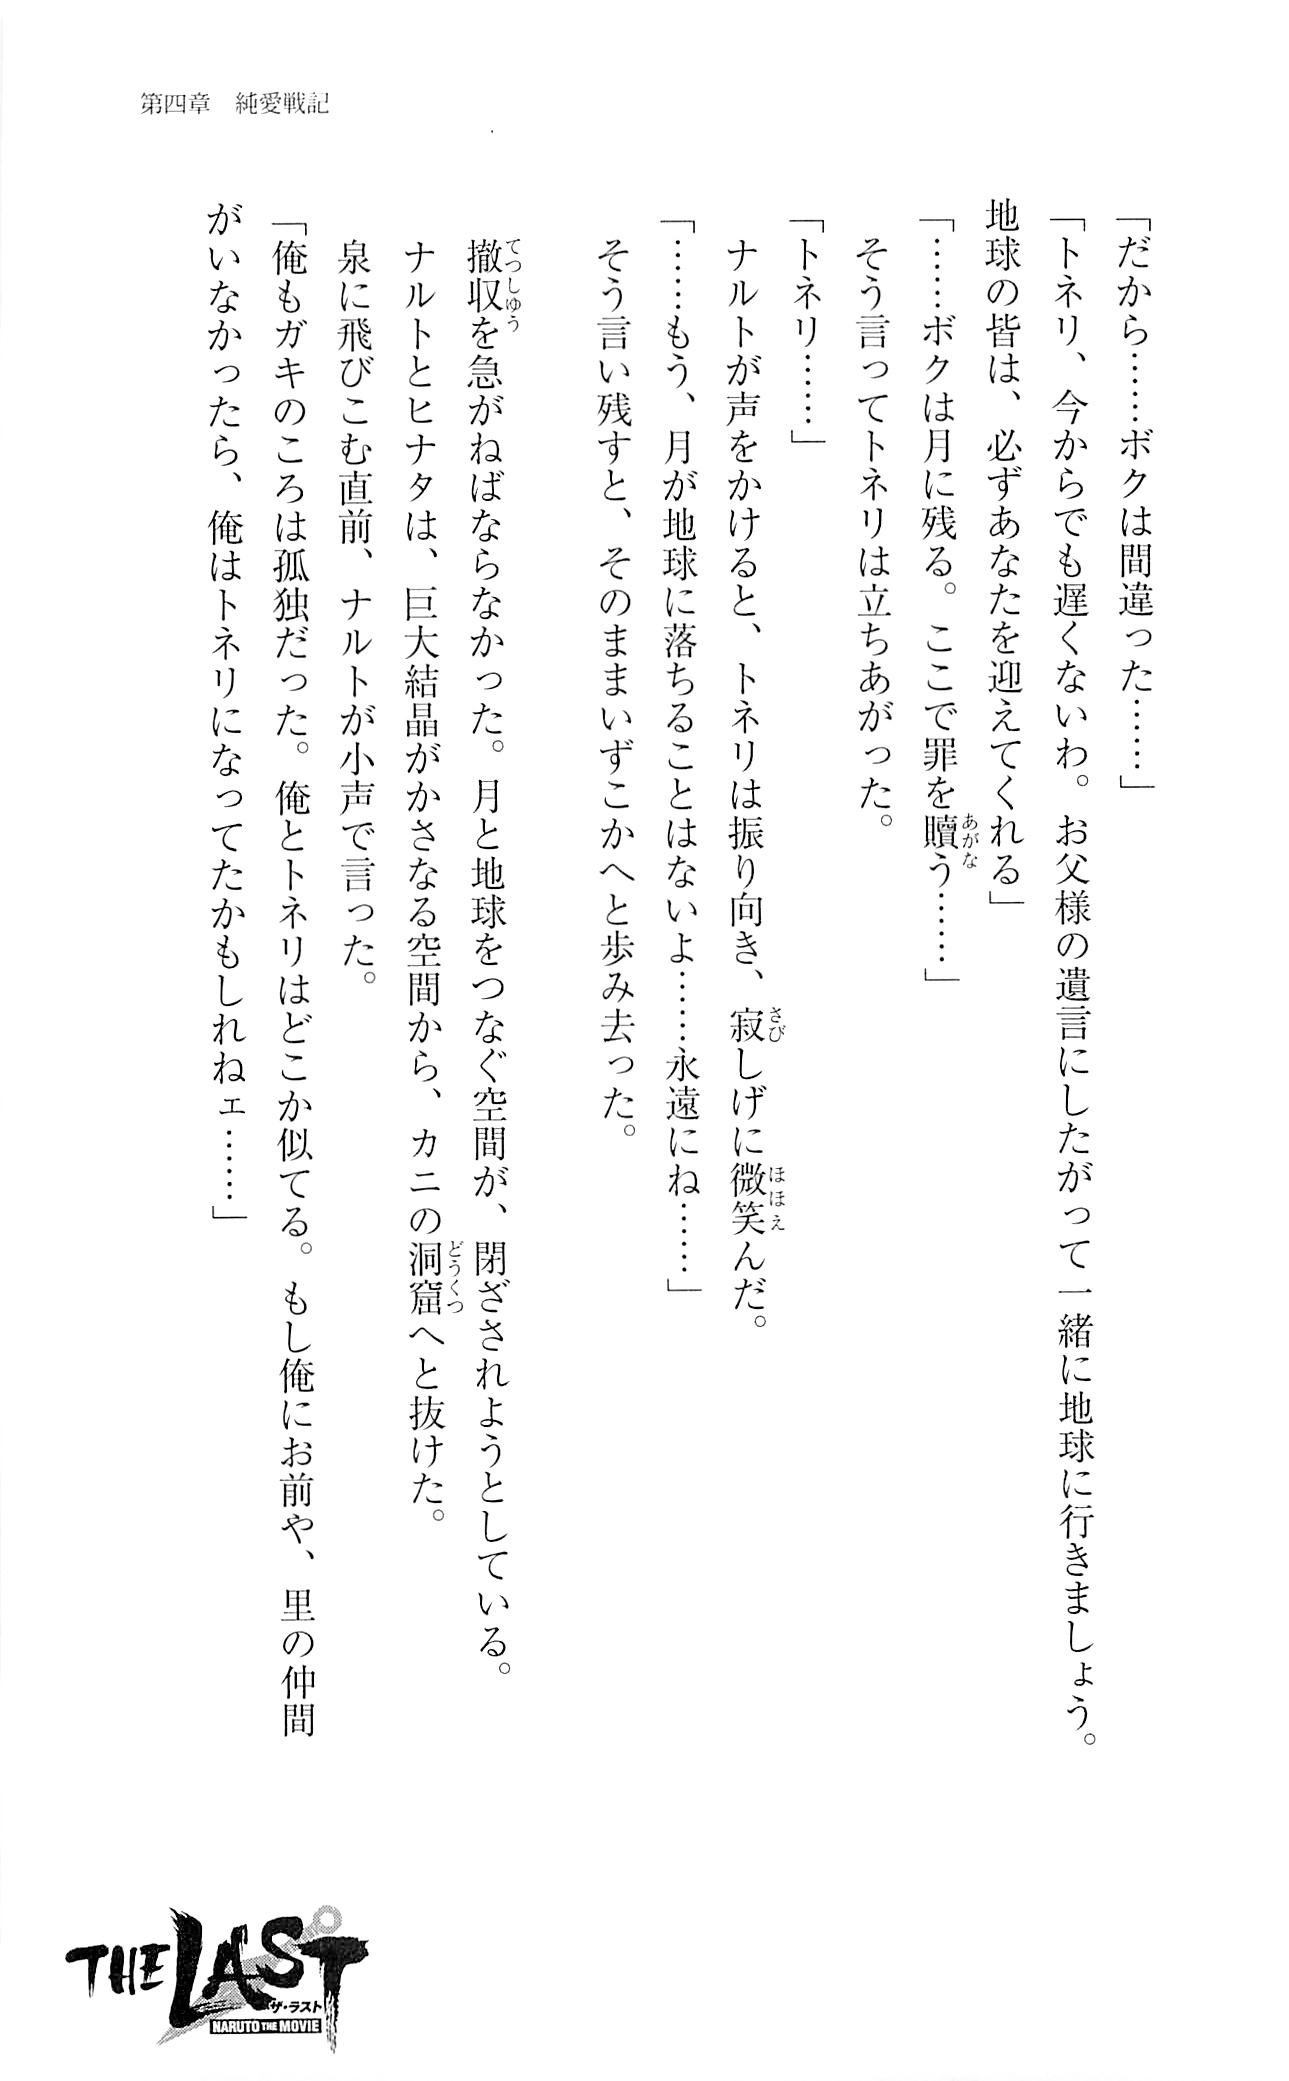 第四章　純愛戦記
「だから……ボクは間違った……」
「トネリ、今からでも遅くないわ。お父様の遺言にしたがって一緒に地球に行きましょう。
地球の皆は、必ずあなたを迎えてくれる」
「……ボクは月に残る。ここで罪を贖う……」
そう言ってトネリは立ちあがった。
「トネリ……」
ナルトが声をかけると、トネリは振り向き、寂しげに微笑んだ。
「……もう、月が地球に落ちることはないよ……永遠にね……」
そう言い残すと、そのままいずこかへと歩み去った。
撤収を急がねばならなかった。月と地球をつなぐ空間が、閉ざされようとしている。
ナルトとヒナタは、巨大結晶がかさなる空間から、カニの洞窟へと抜けた。
泉に飛びこむ直前、ナルトが小声で言った。
「俺もガキのころは孤独だった。俺とトネリはどこか似てる。もし俺にお前や、里の仲間
がいなかったら、俺はトネリになってたかもしれねェ……」
THE LAST
ザ・ラスト
NARUTO THE MOVIE